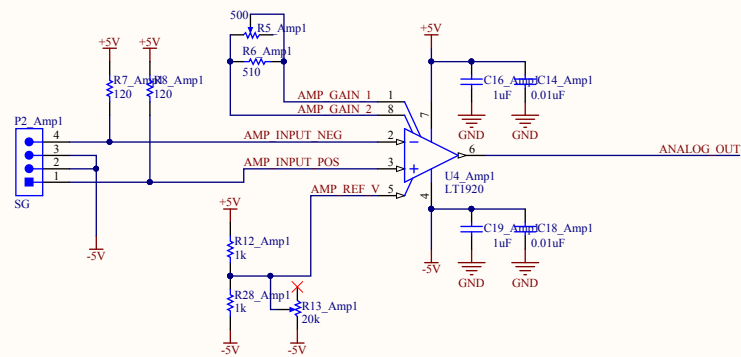 500
R5_Amp1
+5V
+5V
+5V
R6_Amp1
510
R7_Amp1
120
R8_Amp1
120
C16_Amp1
1uF
C14_Amp1
0.01uF
AMP_GAIN_1
1
AMP_GAIN_2
8
7
GND
GND
P2_Amp1
4
3
2
1
SG
AMP_INPUT_NEG
2
AMP_INPUT_POS
3
6
ANALOG_OUT
U4_Amp1
LT1920
AMP_REF_V
5
4
+5V
-5V
R12_Amp1
1k
C19_Amp1
1uF
C18_Amp1
0.01uF
-5V
GND
GND
R28_Amp1
1k
R13_Amp1
20k
-5V
-5V